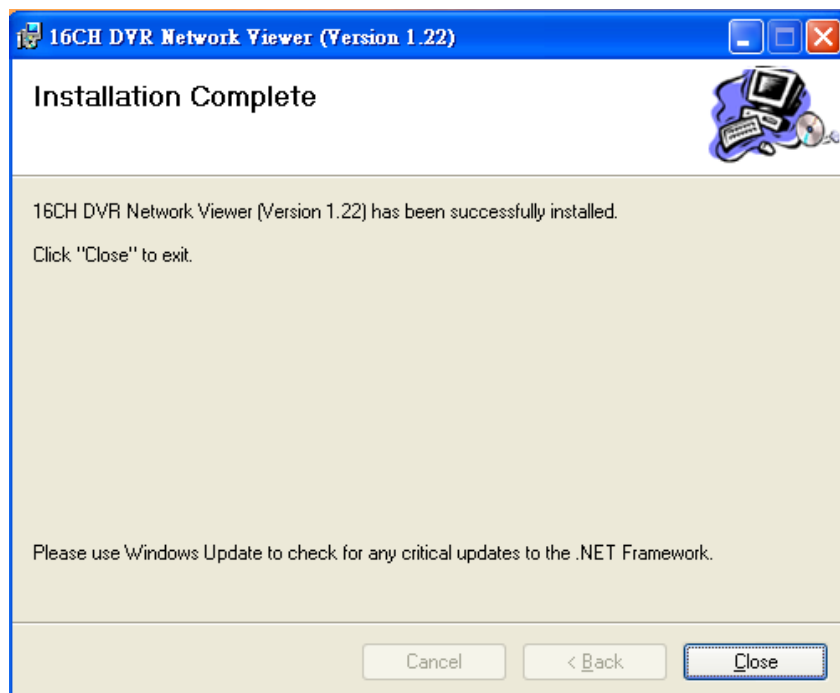 16CH DVR Network Viewer (Version 1.22)
Installation Complete
16CH DVR Network Viewer (Version 1.22) has been successfully installed.
Click "Close" to exit.
Please use Windows Update to check for any critical updates to the .NET Framework.
Cancel
< Back
Close